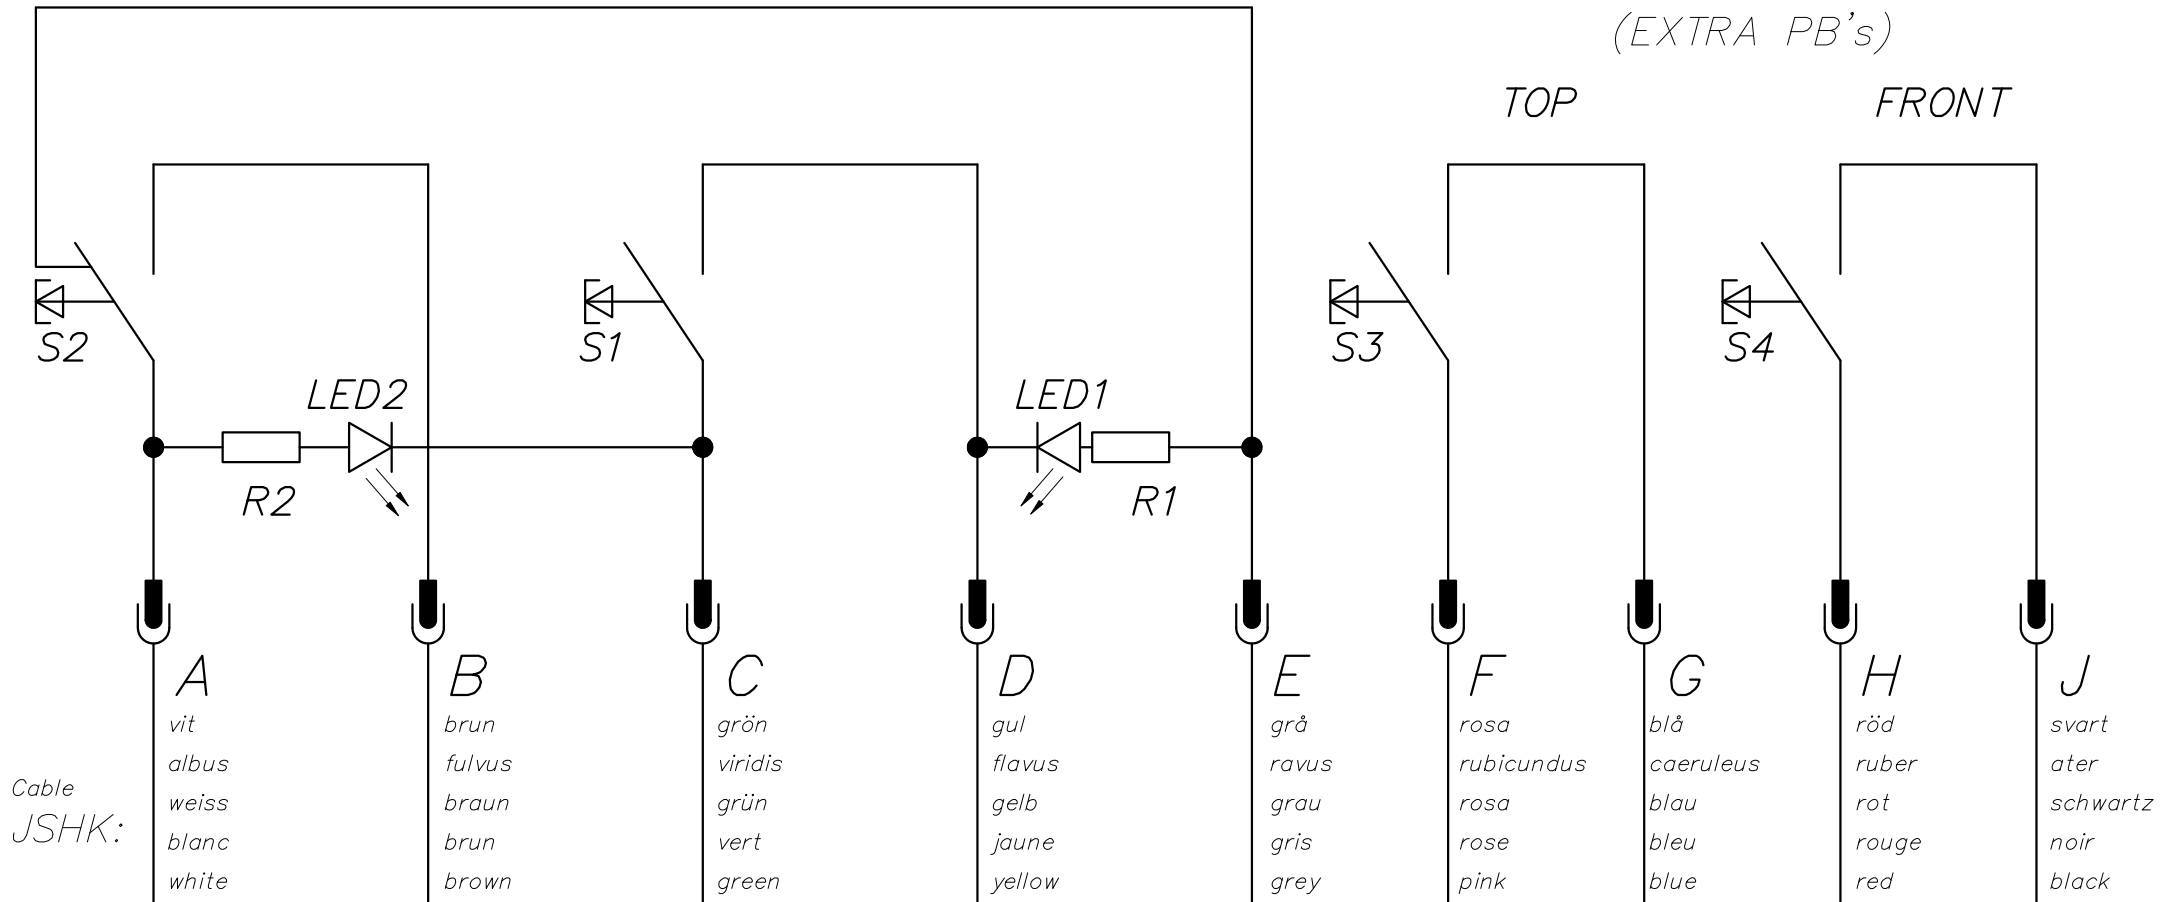 (EXTRA PB's)
TOP FRONT
S2 S1 S3 S4
LED2 LED1
R2 R1
A B C D E F G H J
vit brun grön gul grå rosa blå röd svart
albus fulvus viridis flavus ravus rubicundus caeruleus ruber ater
Cable
weiss braun grün gelb grau rosa blau rot schwartz
JSHK:
blanc brun vert jaune gris rose bleu rouge noir
white brown green yellow grey pink blue red black